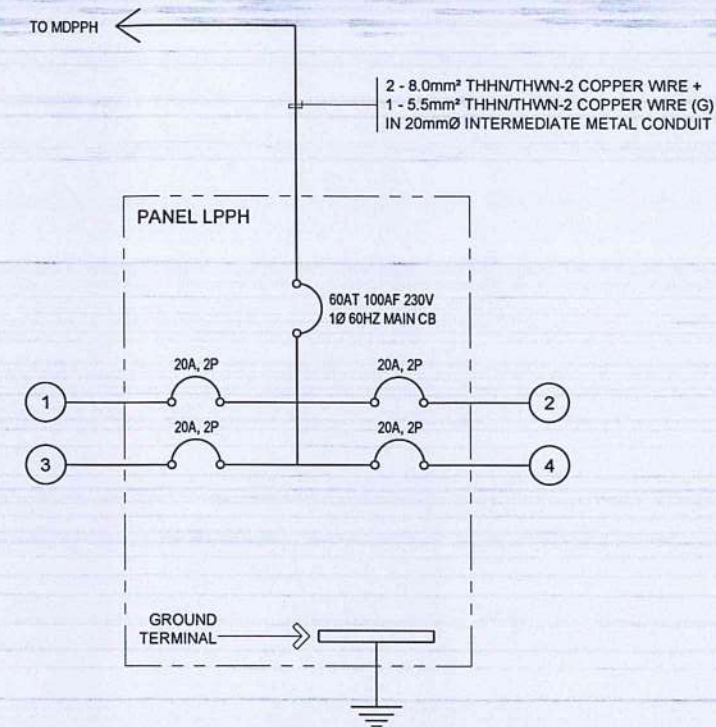 TO MDPPH
2 - 8.0mm² THHN/THWN-2 COPPER WIRE +
1 - 5.5mm² THHN/THWN-2 COPPER WIRE (G)
IN 20mmØ INTERMEDIATE METAL CONDUIT
PANEL LPPH
60AT 100AF 230V
1Ø 60HZ MAIN CB
20A, 2P
20A, 2P
1
2
20A, 2P
20A, 2P
3
4
GROUND
TERMINAL